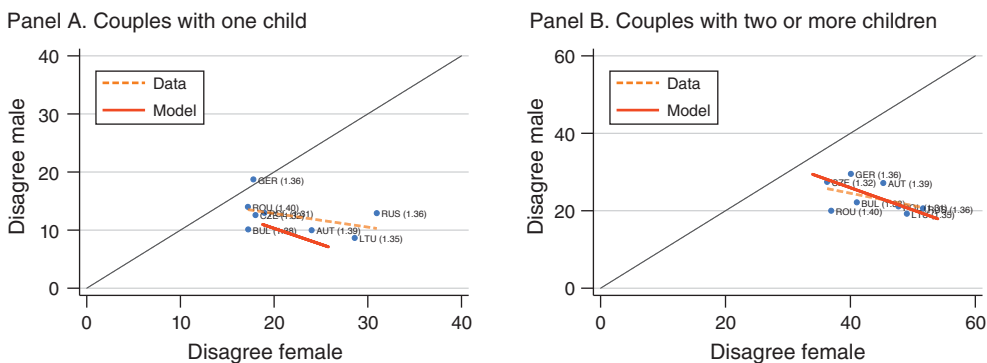 Panel A. Couples with one child
40
30
20
10
0
Disagree male
Data
Model
GER (1.36)
ROU (1.40)
RUS (1.36)
BUL (1.38)
AUT (1.39)
LTU (1.35)
0 10 20 30 40
Disagree female
Panel B. Couples with two or more children
60
40
20
0
Disagree male
Data
Model
GER (1.36)
CZE (1.32)
AUT (1.39)
BUL
ROU (1.40)
0 20 40 60
Disagree female